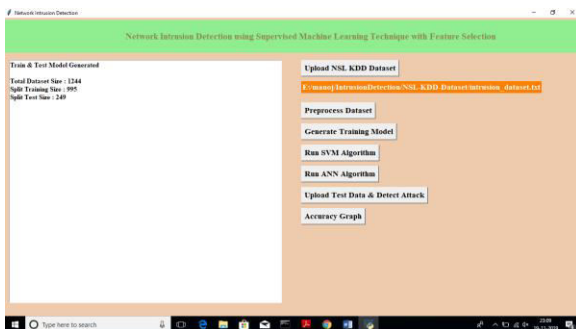 Network Intrusion Detection
Network Intrusion Detection using Supervised Machine Learning Technique with Feature Selection
Train & Test Model Generated
Total Dataset Size : 1244
Split Training Size : 995
Split Test Size : 249
Upload NSL KDD Dataset
E:/manoj/IntrusionDetection/NSL-KDD-Dataset/intrusion_dataset.txt
Preprocess Dataset
Generate Training Model
Run SVM Algorithm
Run ANN Algorithm
Upload Test Data & Detect Attack
Accuracy Graph
Type here to search
23:09